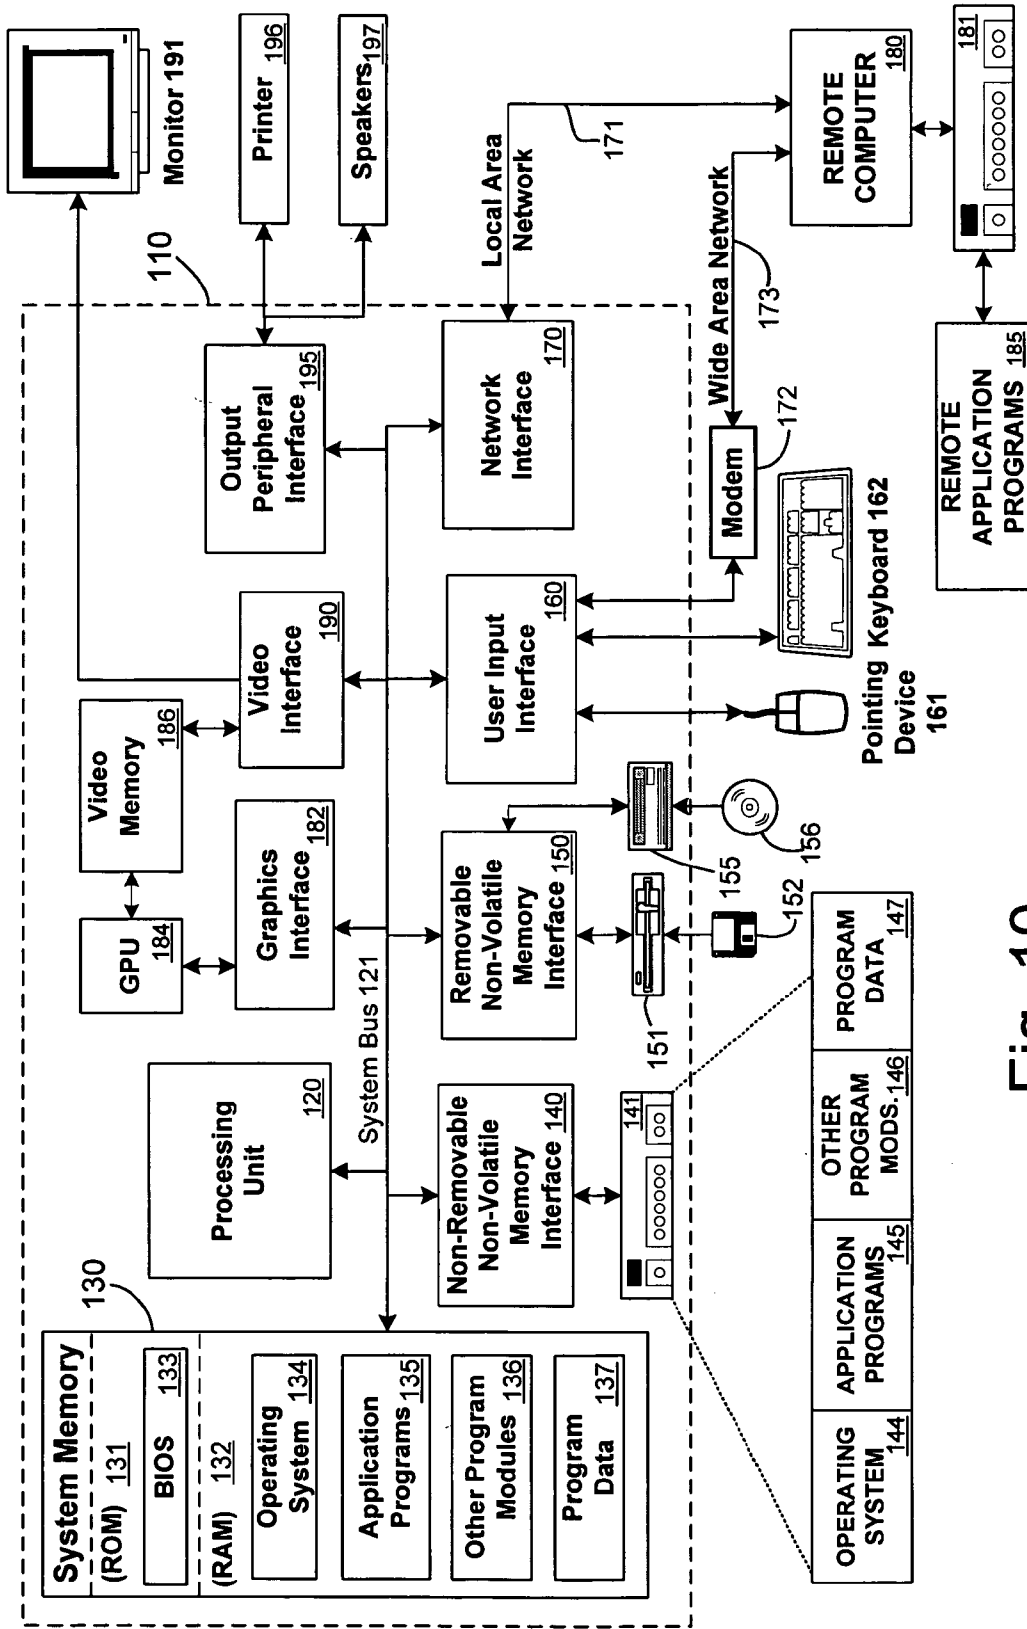 System Memory
(ROM) 131
BIOS 133
(RAM) 132
Operating
System 134
Application
Programs 135
Other Program
Modules 136
Program
Data 137
130
Processing
Unit 120
System Bus 121
GPU
184
Video
Memory 186
Graphics
Interface 182
Video
Interface 190
Output
Peripheral
Interface 195
110
Monitor 191
Printer 196
Speakers 197
Non-Removable
Non-Volatile
Memory
Interface 140
Removable
Non-Volatile
Memory
Interface 150
User Input
Interface 160
Network
Interface 170
Local Area
Network
171
141
151
152
155
156
Pointing
Device
161
Keyboard 162
Modem
172
Wide Area Network
173
REMOTE
COMPUTER
180
181
REMOTE
APPLICATION
PROGRAMS 185
OPERATING
SYSTEM 144
APPLICATION
PROGRAMS 145
OTHER
PROGRAM
MODS. 146
PROGRAM
DATA 147